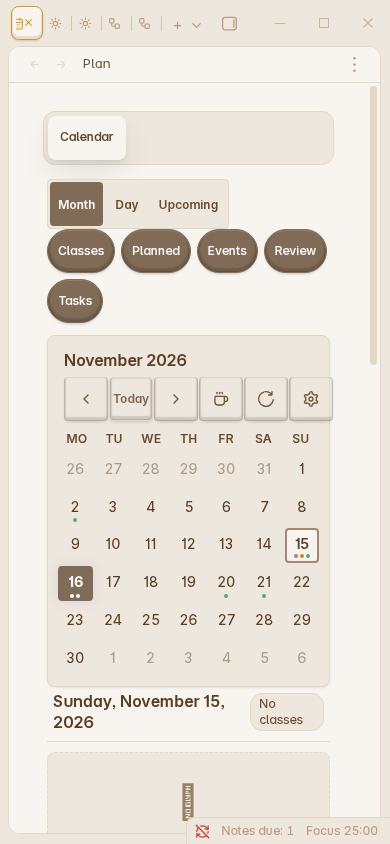 Plan
Calendar
Month Day Upcoming
Classes Planned Events Review
Tasks
November 2026
Today
MO TU WE TH FR SA SU
26 27 28 29 30 31 1
2 3 4 5 6 7 8
9 10 11 12 13 14 15
16 17 18 19 20 21 22
23 24 25 26 27 28 29
30 1 2 3 4 5 6
Sunday, November 15,
2026
No
classes
Notes due: 1 Focus 25:00